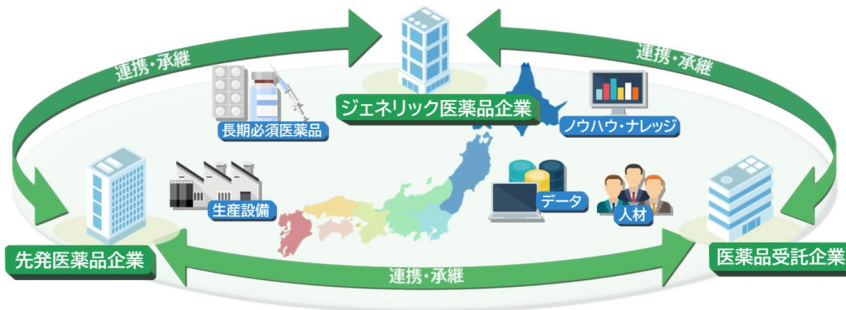 連携・承継
連携・承継
ジェネリック医薬品企業
長期必須医薬品
ノウハウ・ナレッジ
生産設備
データ
人材
先発医薬品企業
医薬品受託企業
連携・承継